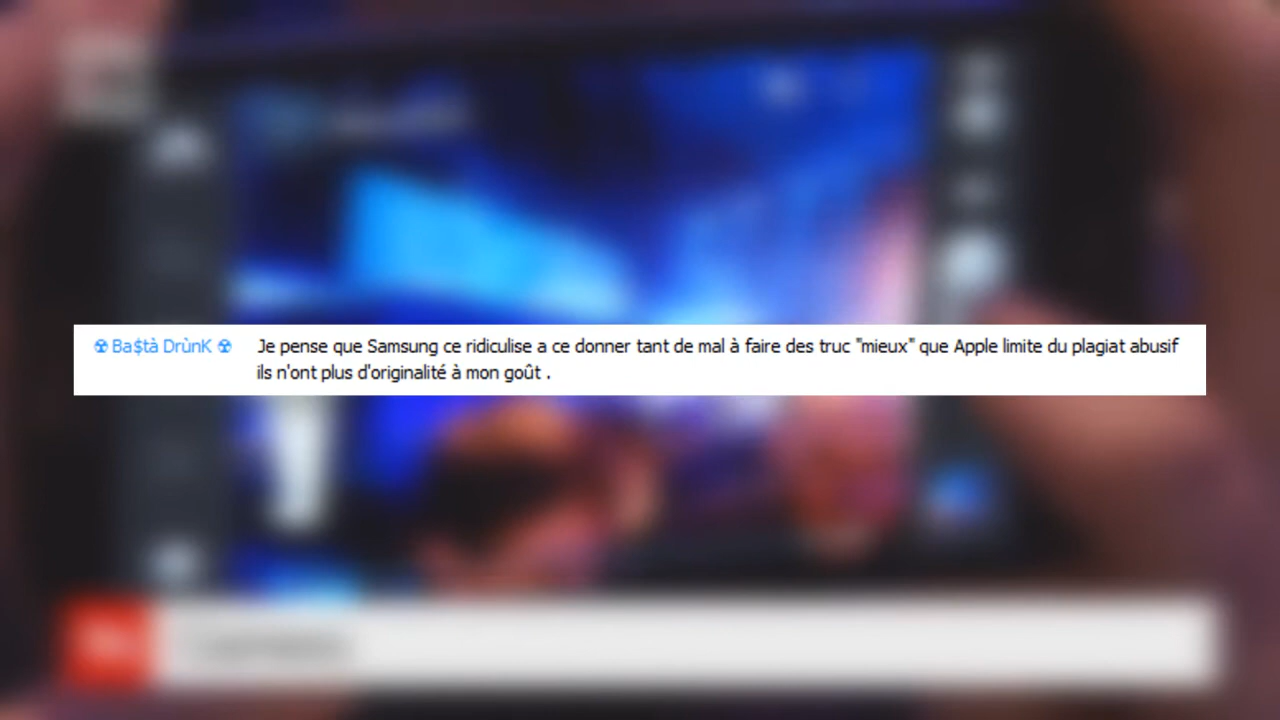 ☢ Ba$tà DrùnK ☢ Je pense que Samsung ce ridiculise a ce donner tant de mal à faire des truc "mieux" que Apple limite du plagiat abusif
ils n'ont plus d'originalité à mon goût .